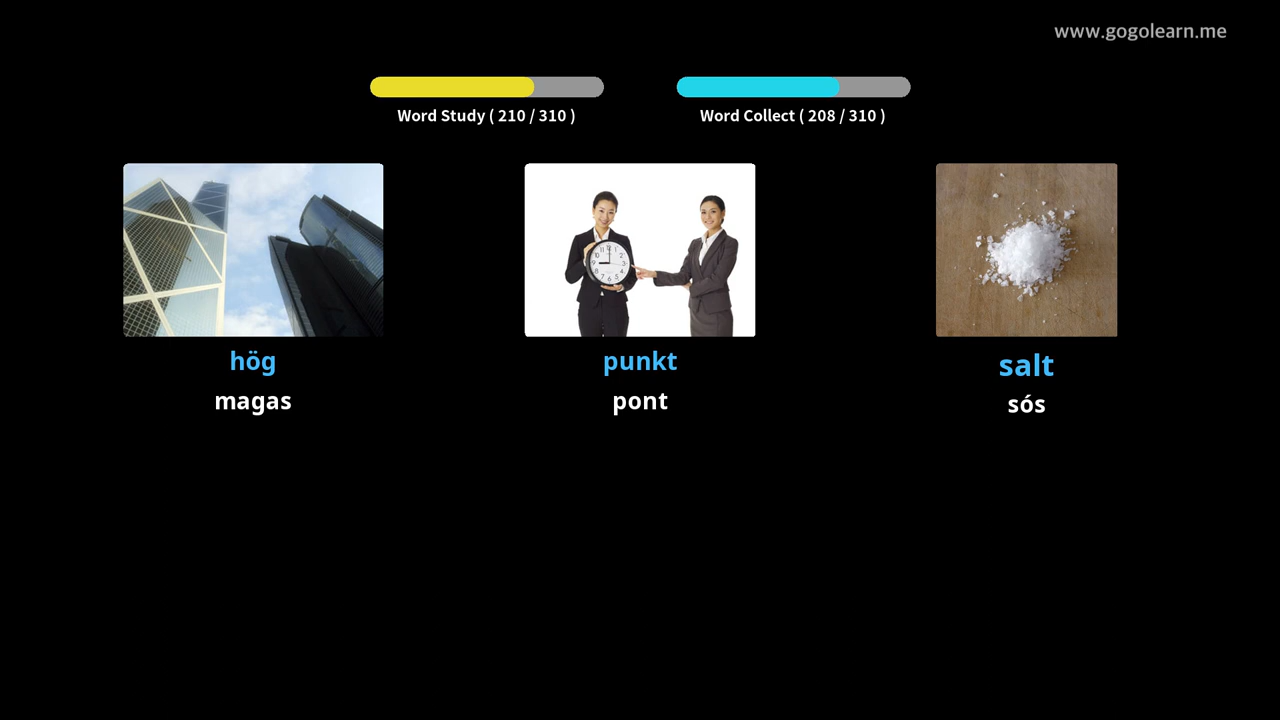 www.gogolearn.me
Word Study ( 210 / 310 )
Word Collect ( 208 / 310 )
hög
magas
punkt
pont
salt
sós